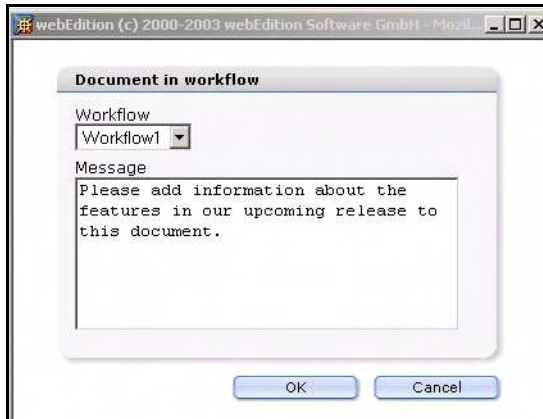 webEdition (c) 2000-2003 webEdition Software GmbH - Mozil...
Document in workflow
Workflow
Workflow1
Message
Please add information about the
features in our upcoming release to
this document.
OK
Cancel